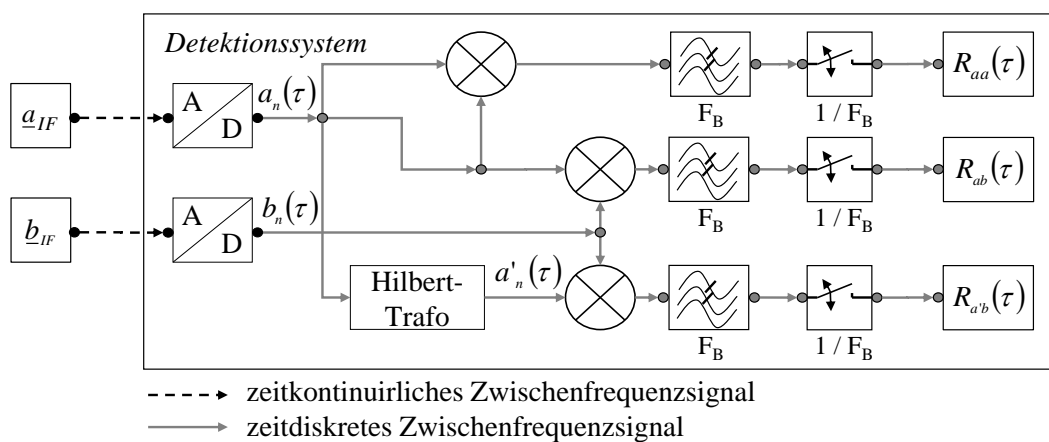 Detektionssystem
a_IF
A
D
a_n(τ)
F_B
1 / F_B
R_aa(τ)
F_B
1 / F_B
R_ab(τ)
b_IF
A
D
b_n(τ)
Hilbert-
Trafo
a'_n(τ)
F_B
1 / F_B
R_a'b(τ)
zeitkontinuirliches Zwischenfrequenzsignal
zeitdiskretes Zwischenfrequenzsignal